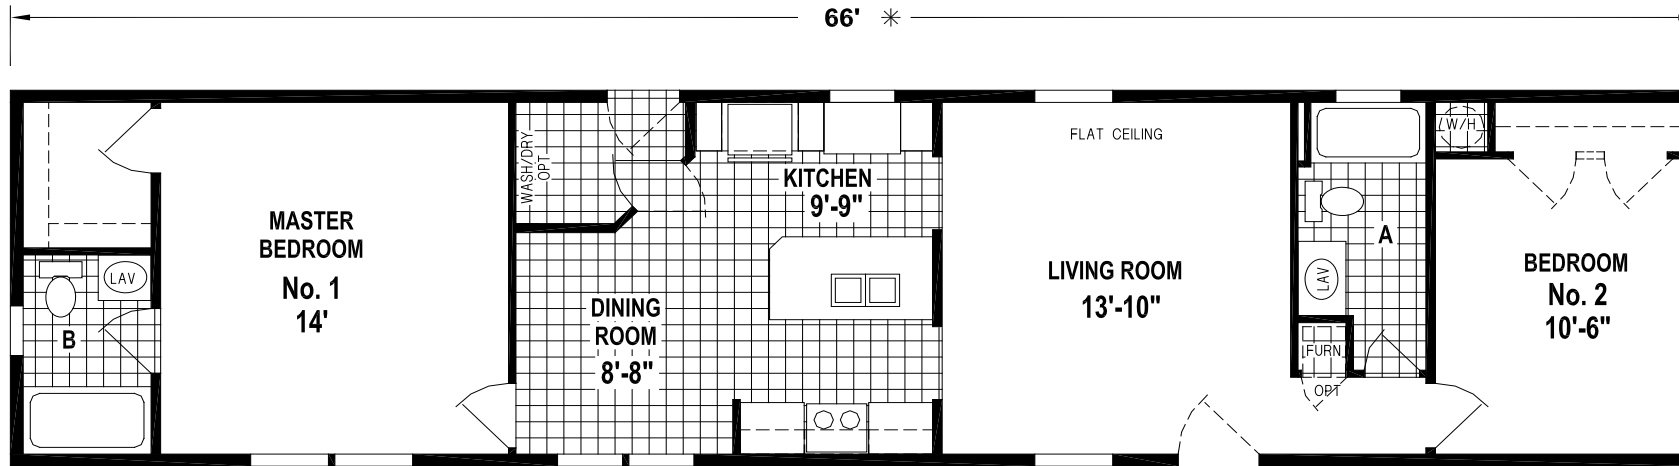 66' ✳
WASH/DRY
OPT
KITCHEN
9'-9"
FLAT CEILING
W/H
MASTER
BEDROOM
No. 1
14'
LAV
B
DINING
ROOM
8'-8"
LIVING ROOM
13'-10"
A
LAV
FURN
OPT
BEDROOM
No. 2
10'-6"